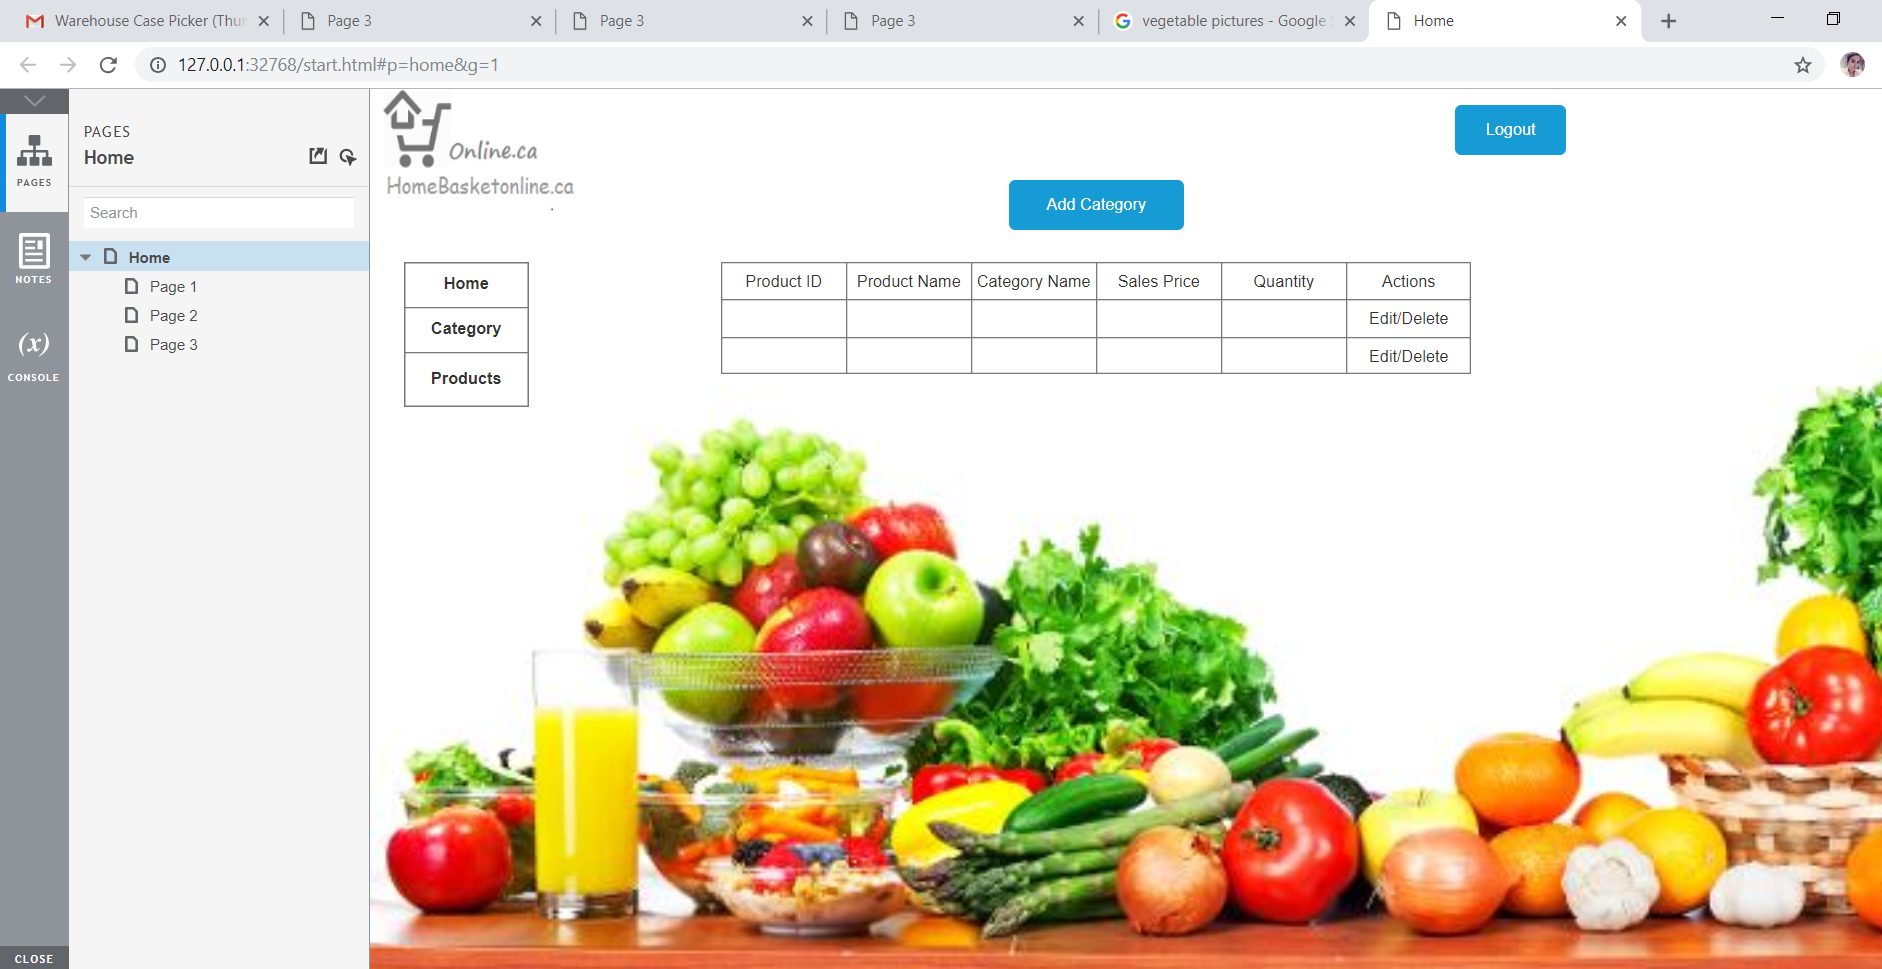 Warehouse Case Picker (Thur
Page 3
Page 3
Page 3
vegetable pictures - Google
Home
127.0.0.1:32768/start.html#p=home&g=1
PAGES
Home
Search
Home
Page 1
Page 2
Page 3
PAGES
NOTES
(x)
CONSOLE
CLOSE
Online.ca
HomeBasketonline.ca
Logout
Add Category
Home
Category
Products
Product ID Product Name Category Name Sales Price Quantity Actions
Edit/Delete
Edit/Delete